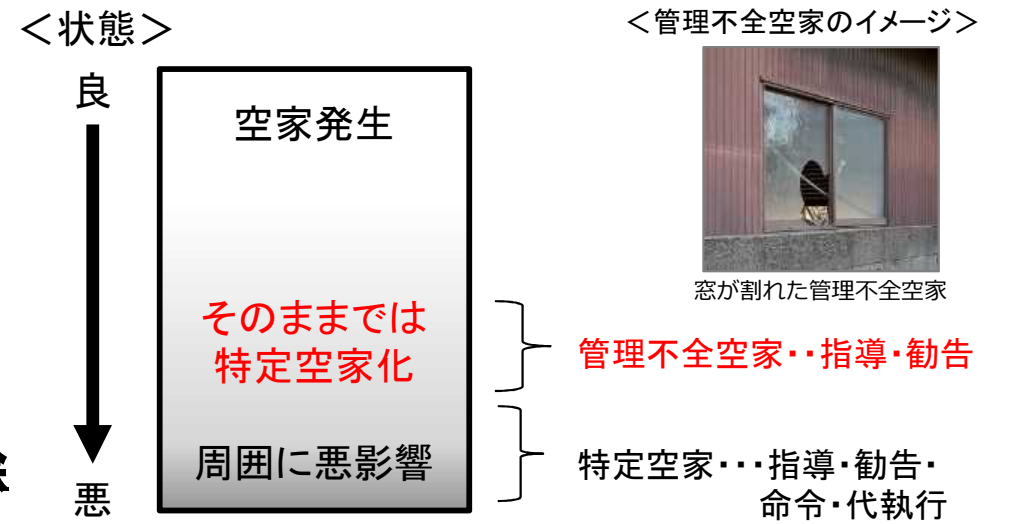 ＜状態＞
良
空家発生
そのままでは
特定空家化
周囲に悪影響
悪
＜管理不全空家のイメージ＞
窓が割れた管理不全空家
管理不全空家・・指導・勧告
特定空家・・・指導・勧告・
命令・代執行